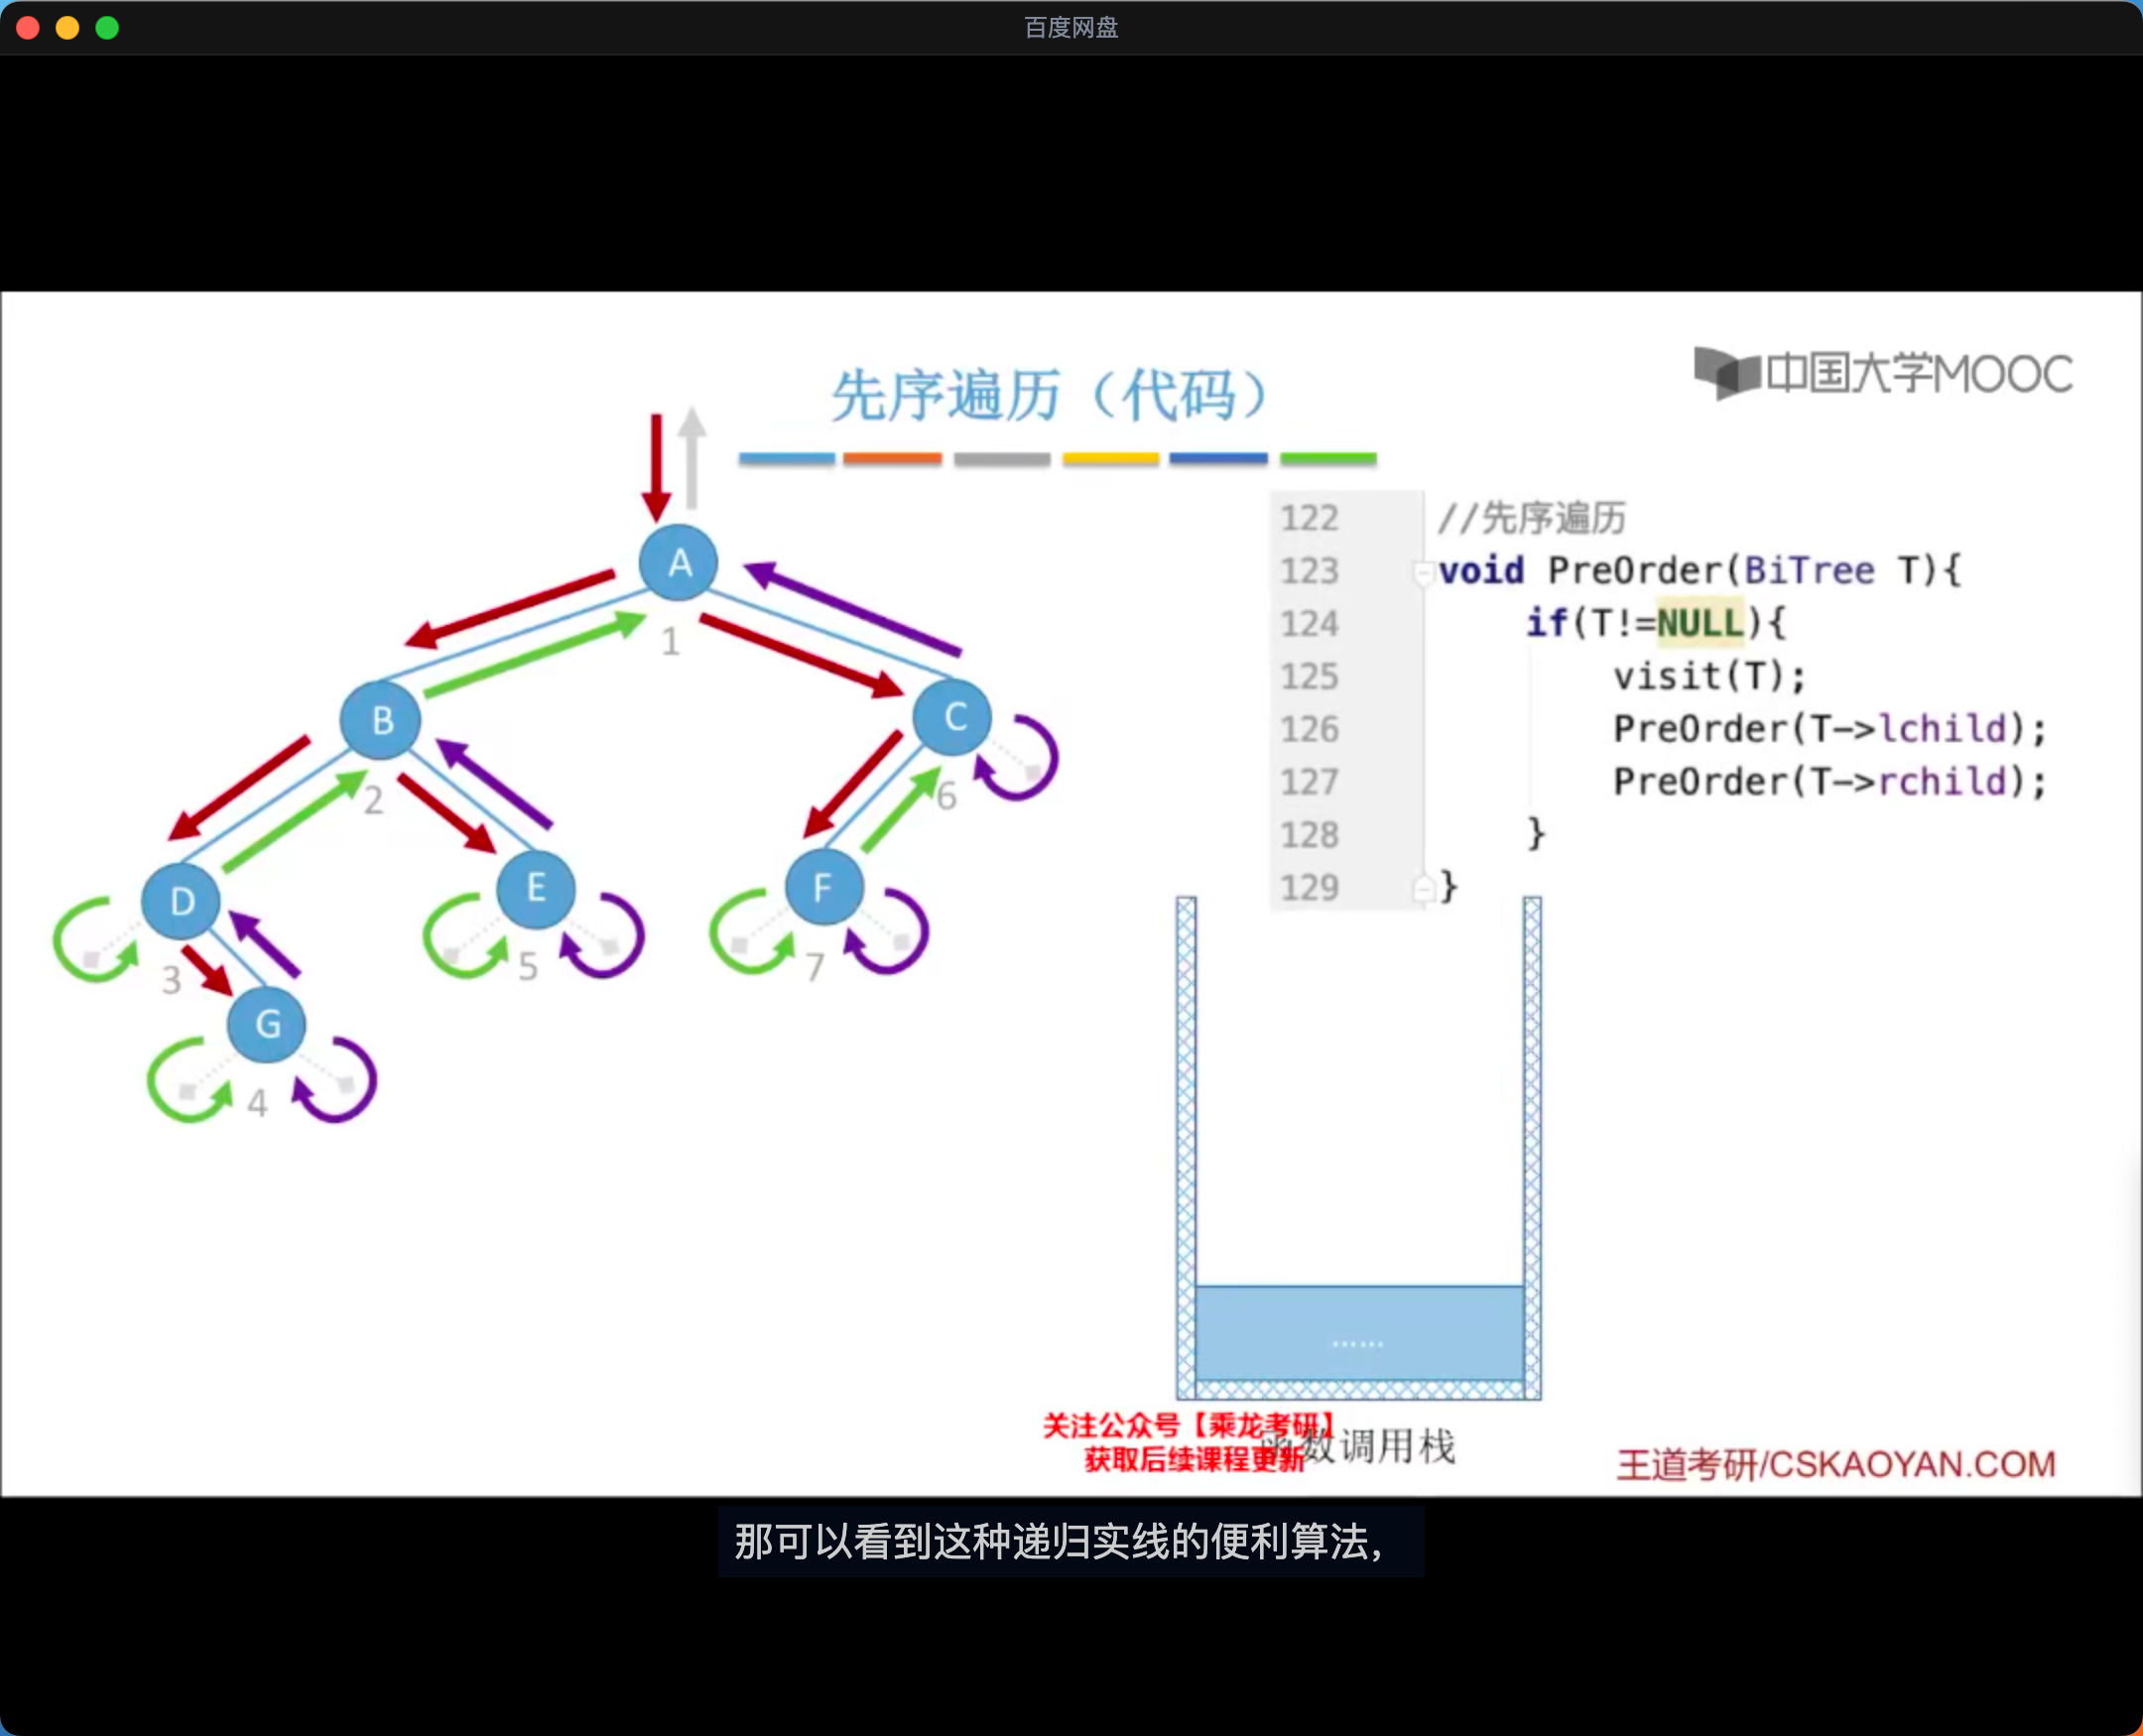 百度网盘
先序遍历（代码）
中国大学MOOC
A
1
B
2
C
6
D
3
E
5
F
7
G
4
122 //先序遍历
123 void PreOrder(BiTree T){
124 if(T!=NULL){
125 visit(T);
126 PreOrder(T->lchild);
127 PreOrder(T->rchild);
128 }
129 }
......
关注公众号【乘龙考研】
获取后续课程更新
函数调用栈
王道考研/CSKAOYAN.COM
那可以看到这种递归实线的便利算法，